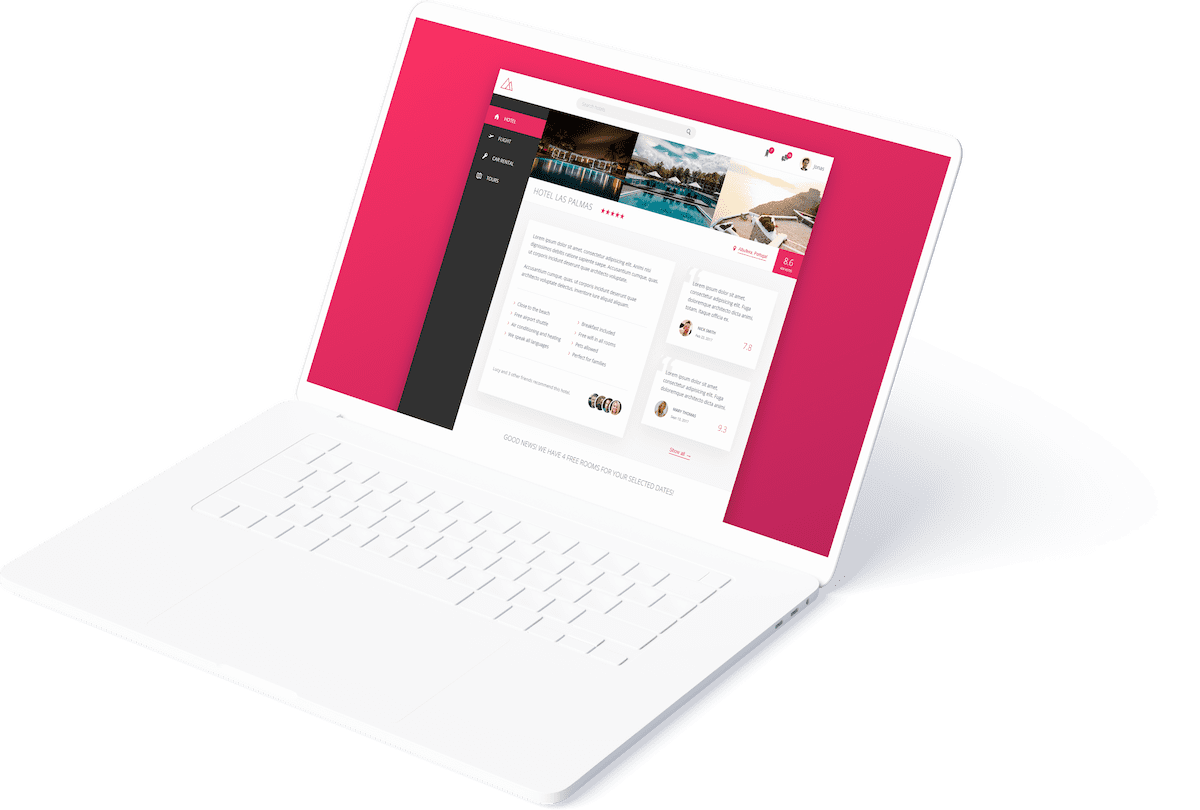 Search hotels
2
13
Jonas
HOTEL
FLIGHT
CAR RENTAL
TOURS
HOTEL LAS PALMAS
★★★★★
Albufeira, Portugal
8.6
Lorem ipsum dolor sit amet, consectetur adipisicing elit. Animi nisi
dignissimos debitis ratione sapiente saepe. Accusantium cumque, quas,
ut corporis incidunt deserunt quae architecto voluptate.
Accusantium cumque, quas, ut corporis incidunt deserunt quae
architecto voluptate delectus, inventore iure aliquid aliquam.
Close to the beach
Free airport shuttle
Air conditioning and heating
We speak all languages
Breakfast included
Free wifi in all rooms
Pets allowed
Perfect for families
Lucy and 3 other friends recommend this hotel.
Lorem ipsum dolor sit amet,
consectetur adipisicing elit. Fuga
doloremque architecto dicta animi,
totam, itaque officia ex.
NICK SMITH
2017
7.8
Lorem ipsum dolor sit amet,
consectetur adipisicing elit. Fuga
doloremque architecto dicta animi.
MARY THOMAS
2017
9.3
Show all →
GOOD NEWS! WE HAVE 4 FREE ROOMS FOR YOUR SELECTED DATES!